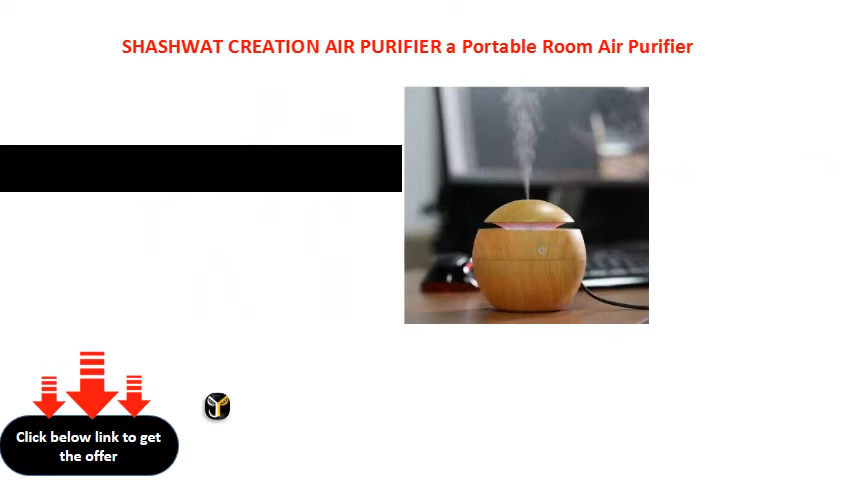 SHASHWAT CREATION AIR PURIFIER a Portable Room Air Purifier
Click below link to get
the offer